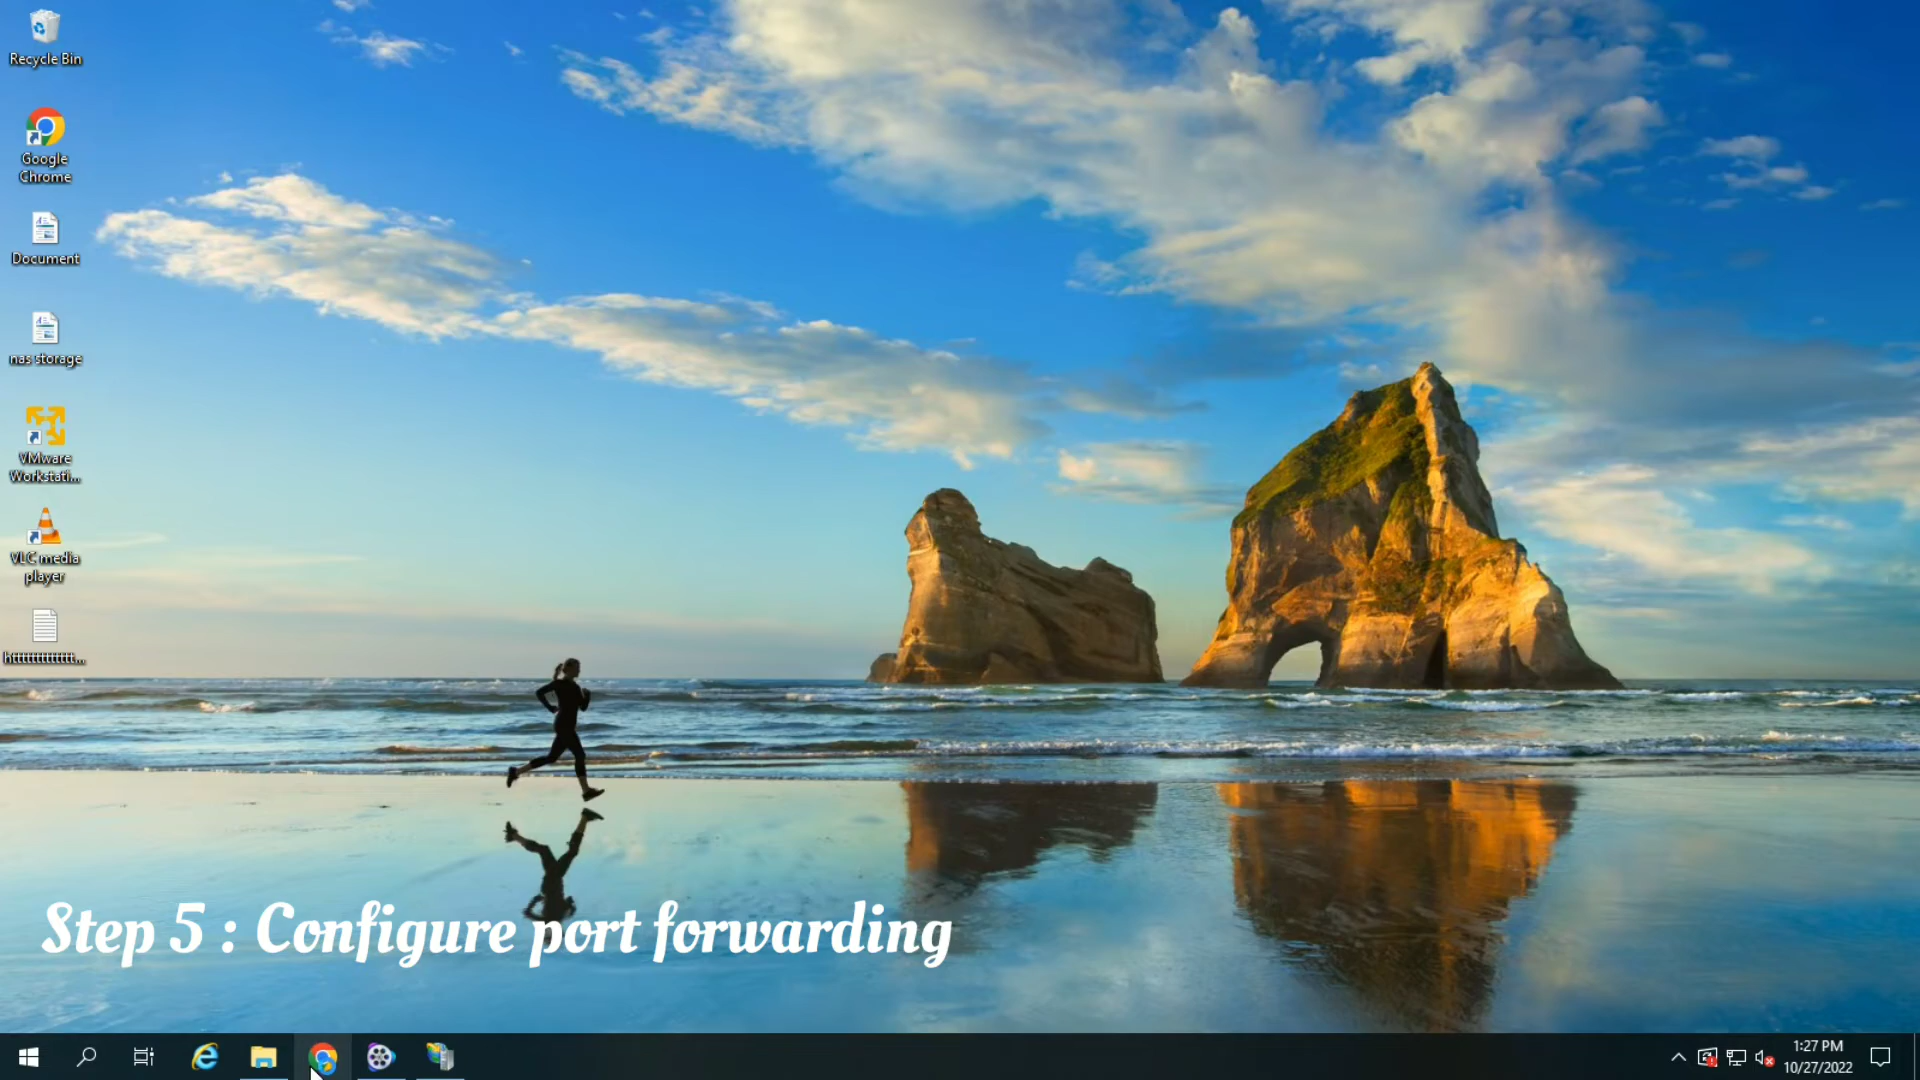 Recycle Bin
Google
Chrome
Document
nas storage
VMware
Workstati...
VLC media
player
Step 5 : Configure port forwarding
1:27 PM
10/27/2022